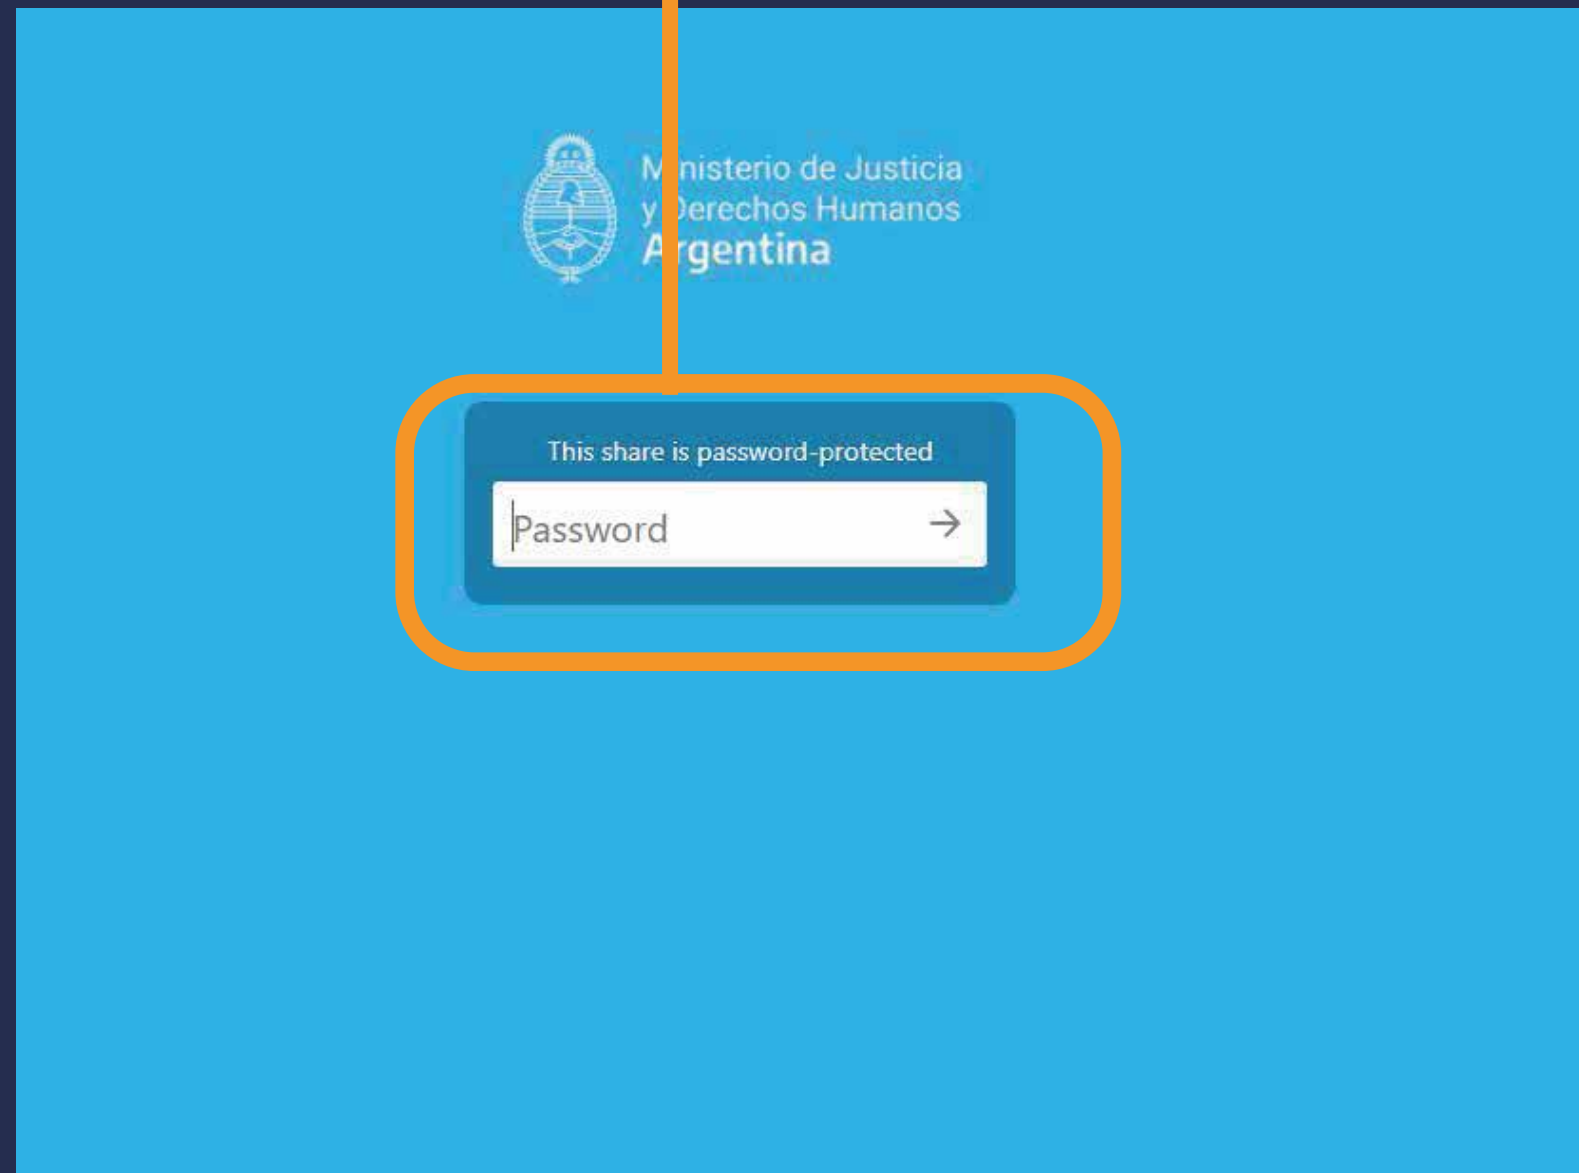 Ministerio de Justicia
y Derechos Humanos
Argentina
This share is password-protected
Password